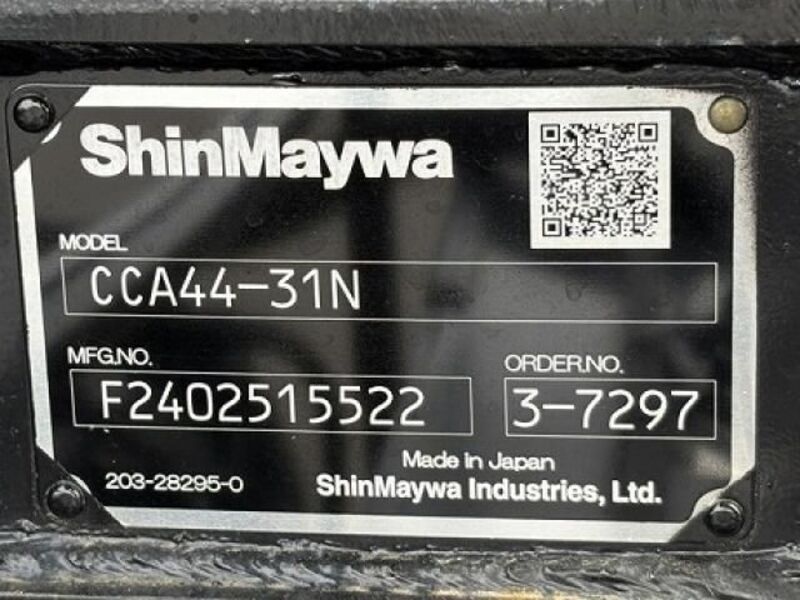 ShinMaywa
MODEL
CCA44-31N
MFG.NO.
F2402515522
ORDER.NO.
3-7297
Made in Japan
203-28295-0
ShinMaywa Industries, Ltd.